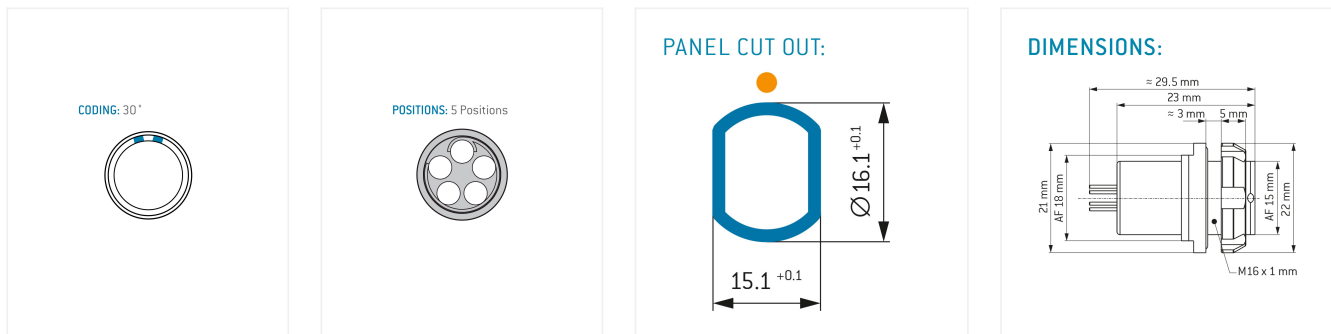 CODING: 30°
POSITIONS: 5 Positions
PANEL CUT OUT:
Ø16.1 +0.1
15.1 +0.1
DIMENSIONS:
≈ 29.5 mm
23 mm
≈ 3 mm
5 mm
21 mm
AF 18 mm
AF 15 mm
22 mm
M16 x 1 mm